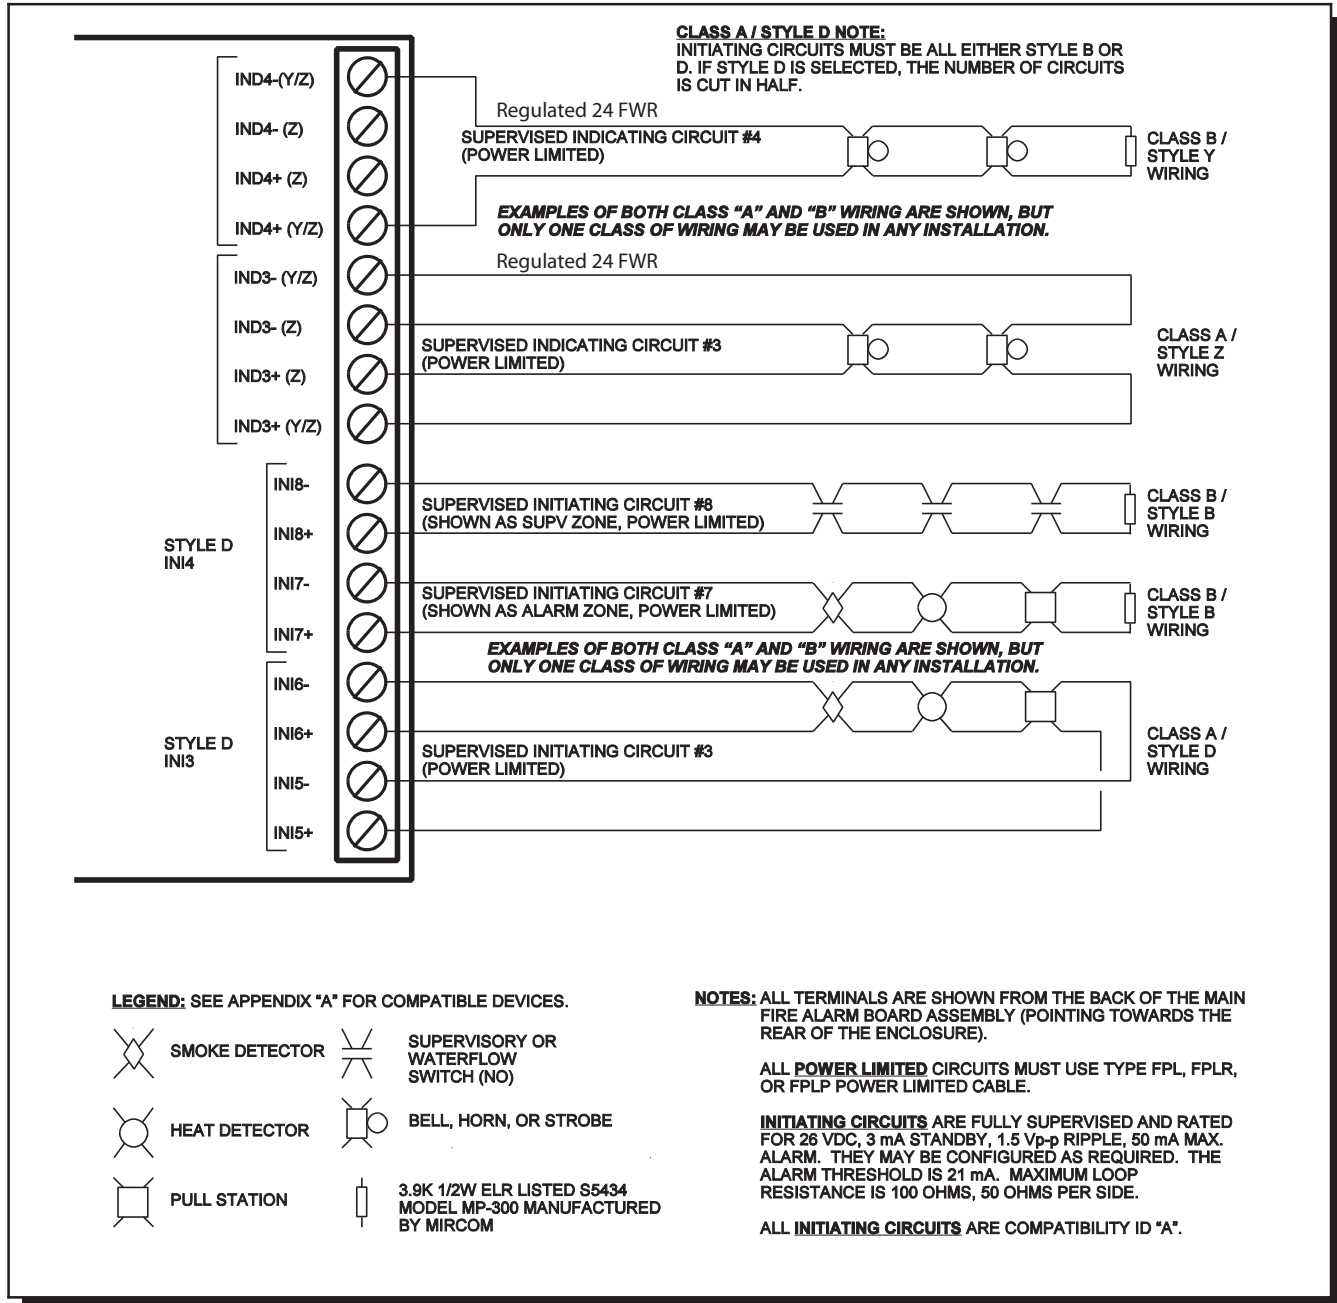 CLASS A / STYLE D NOTE:
INITIATING CIRCUITS MUST BE ALL EITHER STYLE B OR
D. IF STYLE D IS SELECTED, THE NUMBER OF CIRCUITS
IS CUT IN HALF.
IND4-(Y/Z)
IND4- (Z)
IND4+ (Z)
IND4+ (Y/Z)
Regulated 24 FWR
SUPERVISED INDICATING CIRCUIT #4
(POWER LIMITED)
CLASS B /
STYLE Y
WIRING
EXAMPLES OF BOTH CLASS “A” AND “B” WIRING ARE SHOWN, BUT
ONLY ONE CLASS OF WIRING MAY BE USED IN ANY INSTALLATION.
Regulated 24 FWR
IND3- (Y/Z)
IND3- (Z)
IND3+ (Z)
IND3+ (Y/Z)
SUPERVISED INDICATING CIRCUIT #3
(POWER LIMITED)
CLASS A /
STYLE Z
WIRING
STYLE D
INI4
INI8-
INI8+
INI7-
INI7+
SUPERVISED INITIATING CIRCUIT #8
(SHOWN AS SUPV ZONE, POWER LIMITED)
CLASS B /
STYLE B
WIRING
SUPERVISED INITIATING CIRCUIT #7
(SHOWN AS ALARM ZONE, POWER LIMITED)
CLASS B /
STYLE B
WIRING
EXAMPLES OF BOTH CLASS “A” AND “B” WIRING ARE SHOWN, BUT
ONLY ONE CLASS OF WIRING MAY BE USED IN ANY INSTALLATION.
STYLE D
INI3
INI6-
INI6+
INI5-
INI5+
SUPERVISED INITIATING CIRCUIT #3
(POWER LIMITED)
CLASS A /
STYLE D
WIRING
LEGEND: SEE APPENDIX “A” FOR COMPATIBLE DEVICES.
SMOKE DETECTOR
SUPERVISORY OR
WATERFLOW
SWITCH (NO)
HEAT DETECTOR
BELL, HORN, OR STROBE
PULL STATION
3.9K 1/2W ELR LISTED S5434
MODEL MP-300 MANUFACTURED
BY MIRCOM
NOTES: ALL TERMINALS ARE SHOWN FROM THE BACK OF THE MAIN
FIRE ALARM BOARD ASSEMBLY (POINTING TOWARDS THE
REAR OF THE ENCLOSURE).
ALL POWER LIMITED CIRCUITS MUST USE TYPE FPL, FPLR,
OR FPLP POWER LIMITED CABLE.
INITIATING CIRCUITS ARE FULLY SUPERVISED AND RATED
FOR 26 VDC, 3 mA STANDBY, 1.5 Vp-p RIPPLE, 50 mA MAX.
ALARM. THEY MAY BE CONFIGURED AS REQUIRED. THE
ALARM THRESHOLD IS 21 mA. MAXIMUM LOOP
RESISTANCE IS 100 OHMS, 50 OHMS PER SIDE.
ALL INITIATING CIRCUITS ARE COMPATIBILITY ID “A”.